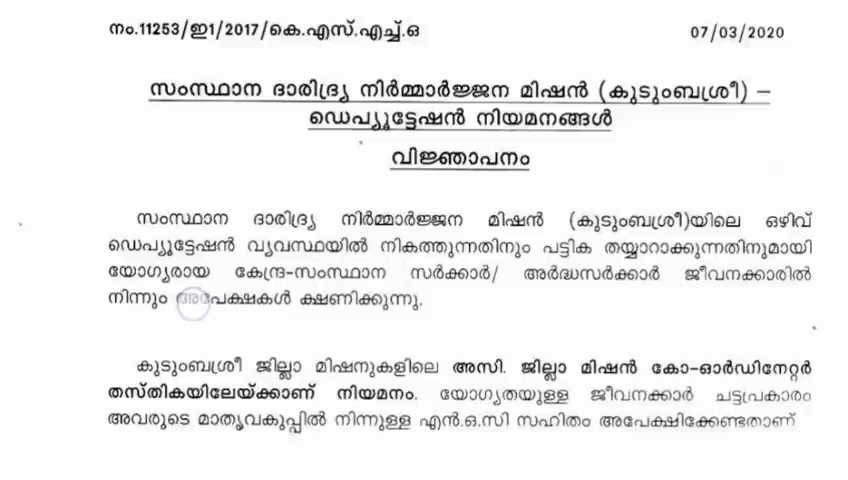 നം.11253/ഇ1/2017/കെ.എസ്.എച്ച്.ഒ
07/03/2020
സംസ്ഥാന ദാരിദ്ര്യ നിർമ്മാർജ്ജന മിഷൻ (കുടുംബശ്രീ) –
ഡെപ്യൂട്ടേഷൻ നിയമനങ്ങൾ
വിജ്ഞാപനം
സംസ്ഥാന ദാരിദ്ര്യ നിർമ്മാർജ്ജന മിഷൻ (കുടുംബശ്രീ)യിലെ ഒഴിവ്
ഡെപ്യൂട്ടേഷൻ വ്യവസ്ഥയിൽ നികത്തുന്നതിനും പട്ടിക തയ്യാറാക്കുന്നതിനുമായി
യോഗ്യരായ കേന്ദ്ര-സംസ്ഥാന സർക്കാർ/ അർദ്ധസർക്കാർ ജീവനക്കാരിൽ
നിന്നും അപേക്ഷകൾ ക്ഷണിക്കുന്നു.
കുടുംബശ്രീ ജില്ലാ മിഷനുകളിലെ അസി. ജില്ലാ മിഷൻ കോ-ഓർഡിനേറ്റർ
തസ്തികയിലേയ്ക്കാണ് നിയമനം. യോഗ്യതയുള്ള ജീവനക്കാർ ചട്ടപ്രകാരം
അവരുടെ മാതൃവകുപ്പിൽ നിന്നുള്ള എൻ.ഒ.സി സഹിതം അപേക്ഷിക്കേണ്ടതാണ്